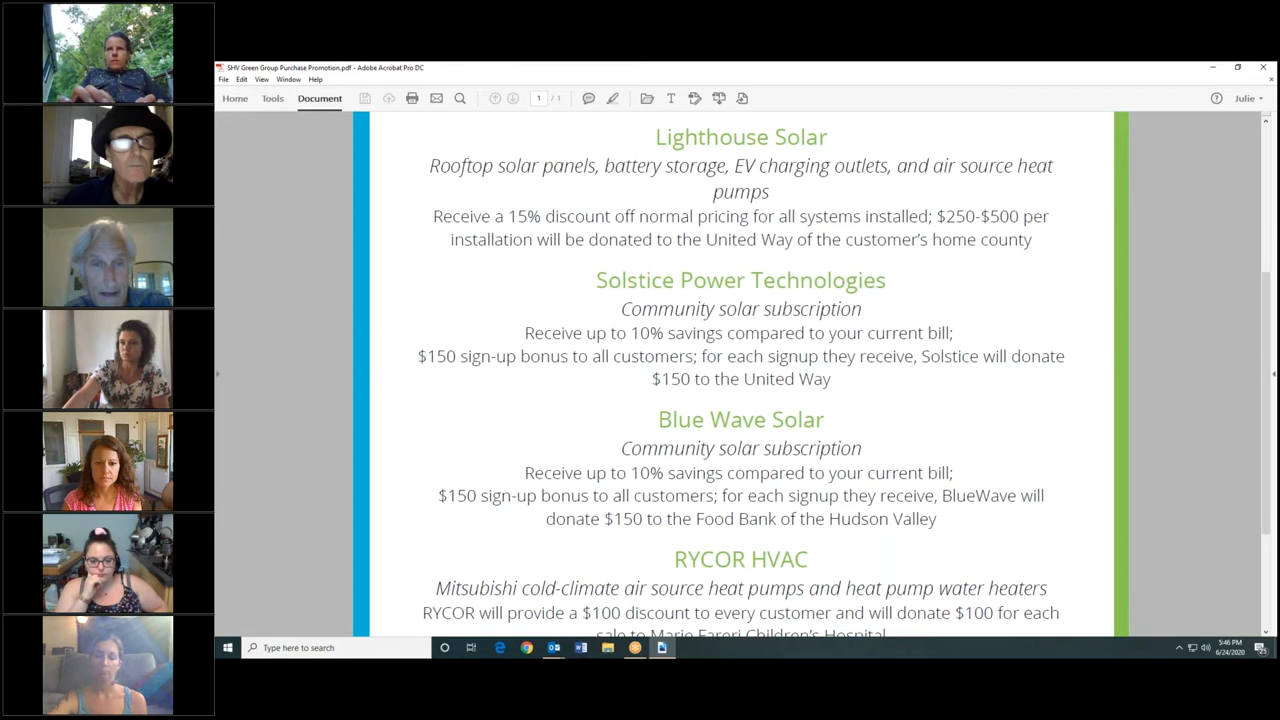 SHV Green Group Purchase Promotion.pdf - Adobe Acrobat Pro DC
File Edit View Window Help
Home Tools Document 1 / 1 Julie
Lighthouse Solar
Rooftop solar panels, battery storage, EV charging outlets, and air source heat
pumps
Receive a 15% discount off normal pricing for all systems installed; $250-$500 per
installation will be donated to the United Way of the customer's home county
Solstice Power Technologies
Community solar subscription
Receive up to 10% savings compared to your current bill;
$150 sign-up bonus to all customers; for each signup they receive, Solstice will donate
$150 to the United Way
Blue Wave Solar
Community solar subscription
Receive up to 10% savings compared to your current bill;
$150 sign-up bonus to all customers; for each signup they receive, BlueWave will
donate $150 to the Food Bank of the Hudson Valley
RYCOR HVAC
Mitsubishi cold-climate air source heat pumps and heat pump water heaters
RYCOR will provide a $100 discount to every customer and will donate $100 for each
sale to Maria Fareri Children's Hospital
Type here to search
5:46 PM
6/24/2020
25